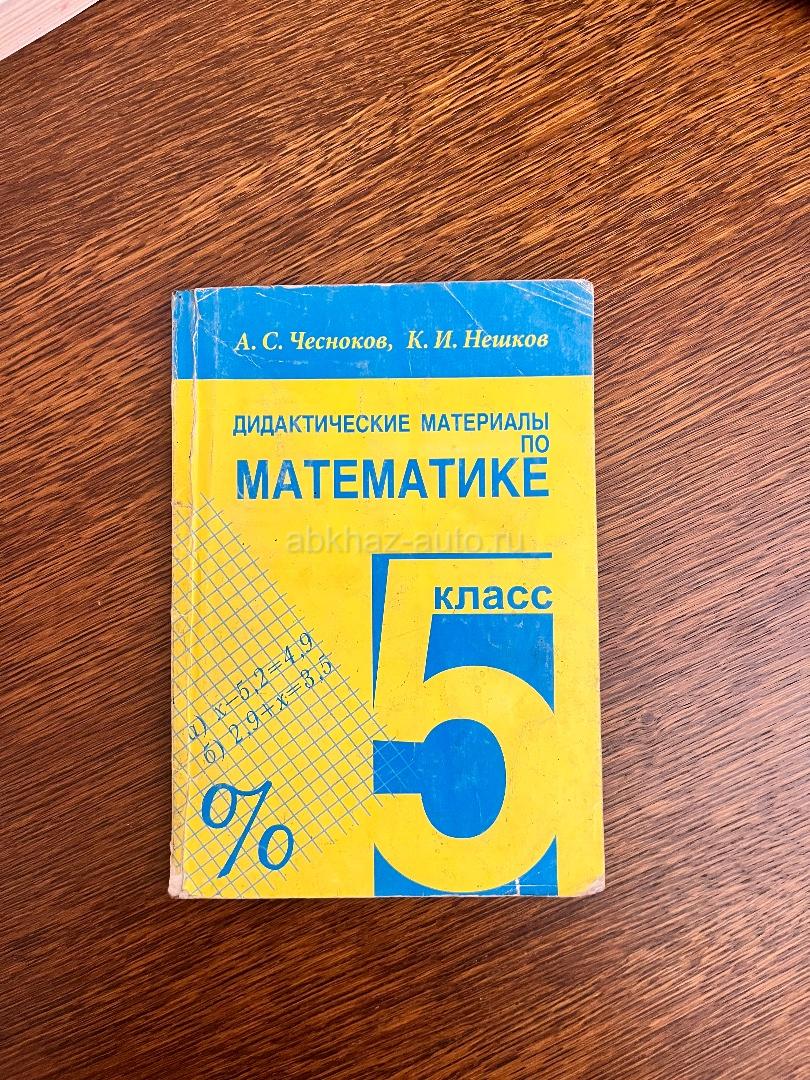 А. С. Чесноков, К. И. Нешков
ДИДАКТИЧЕСКИЕ МАТЕРИАЛЫ
ПО
МАТЕМАТИКЕ
abkhaz-auto.ru
класс
5
а) x−5,2=4,9
б) 2,9+x=3,5
%